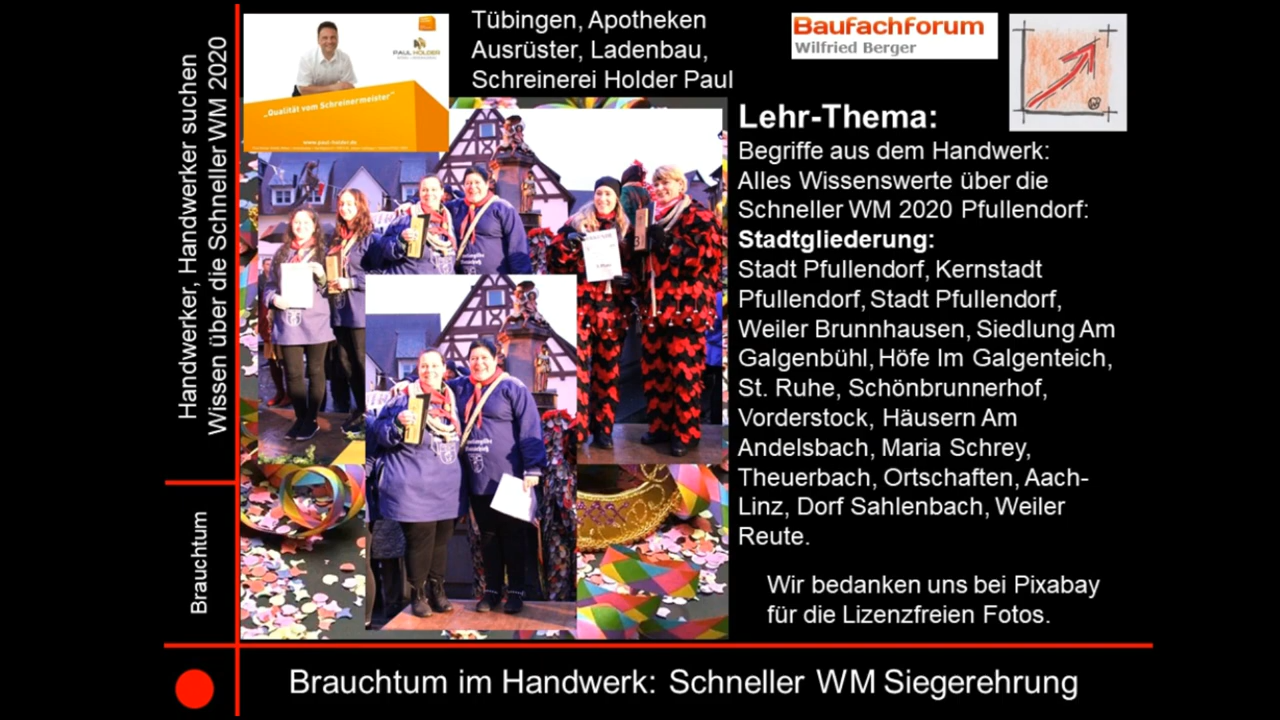 Handwerker, Handwerker suchen
Wissen über die Schneller WM 2020
Brauchtum
PAUL HOLDER
„Qualität vom Schreinermeister“
www.paul-holder.de
Tübingen, Apotheken
Ausrüster, Ladenbau,
Schreinerei Holder Paul
BaufachForum
Wilfried Berger
Lehr-Thema:
Begriffe aus dem Handwerk:
Alles Wissenswerte über die
Schneller WM 2020 Pfullendorf:
Stadtgliederung:
Stadt Pfullendorf, Kernstadt
Pfullendorf, Stadt Pfullendorf,
Weiler Brunnhausen, Siedlung Am
Galgenbühl, Höfe Im Galgenteich,
St. Ruhe, Schönbrunnerhof,
Vorderstock, Häusern Am
Andelsbach, Maria Schrey,
Theuerbach, Ortschaften, Aach-
Linz, Dorf Sahlenbach, Weiler
Reute.
Wir bedanken uns bei Pixabay
für die Lizenzfreien Fotos.
Brauchtum im Handwerk: Schneller WM Siegerehrung